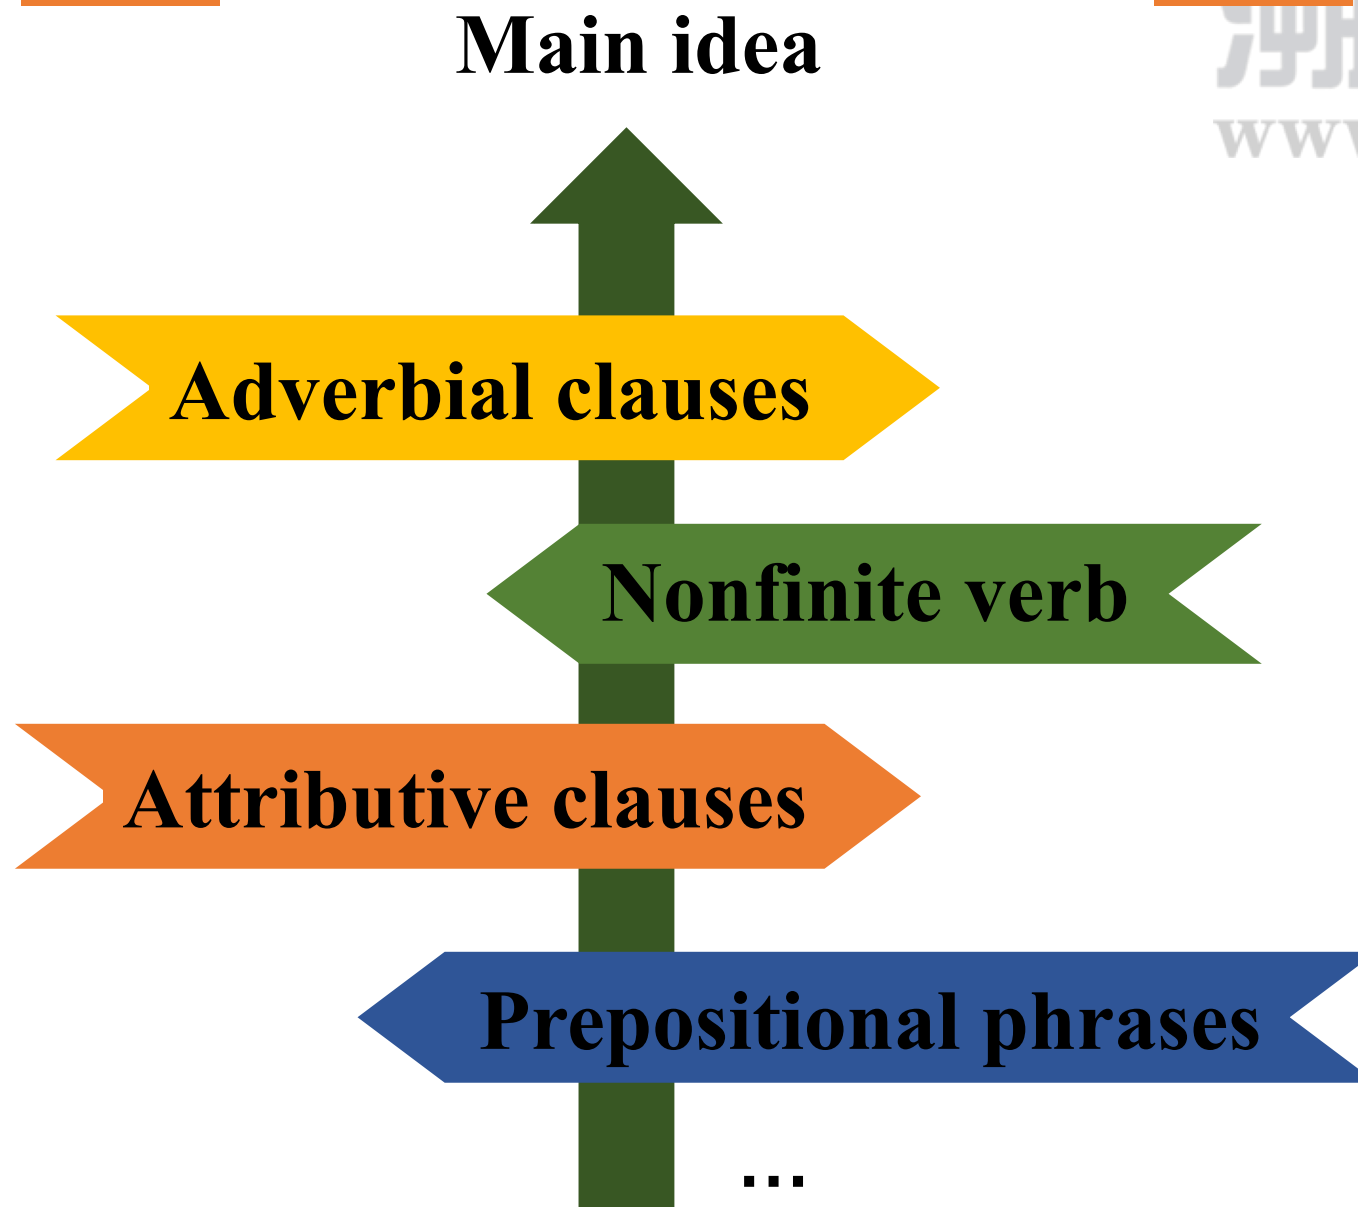 Main idea
Adverbial clauses
Nonfinite verb
Attributive clauses
Prepositional phrases
...